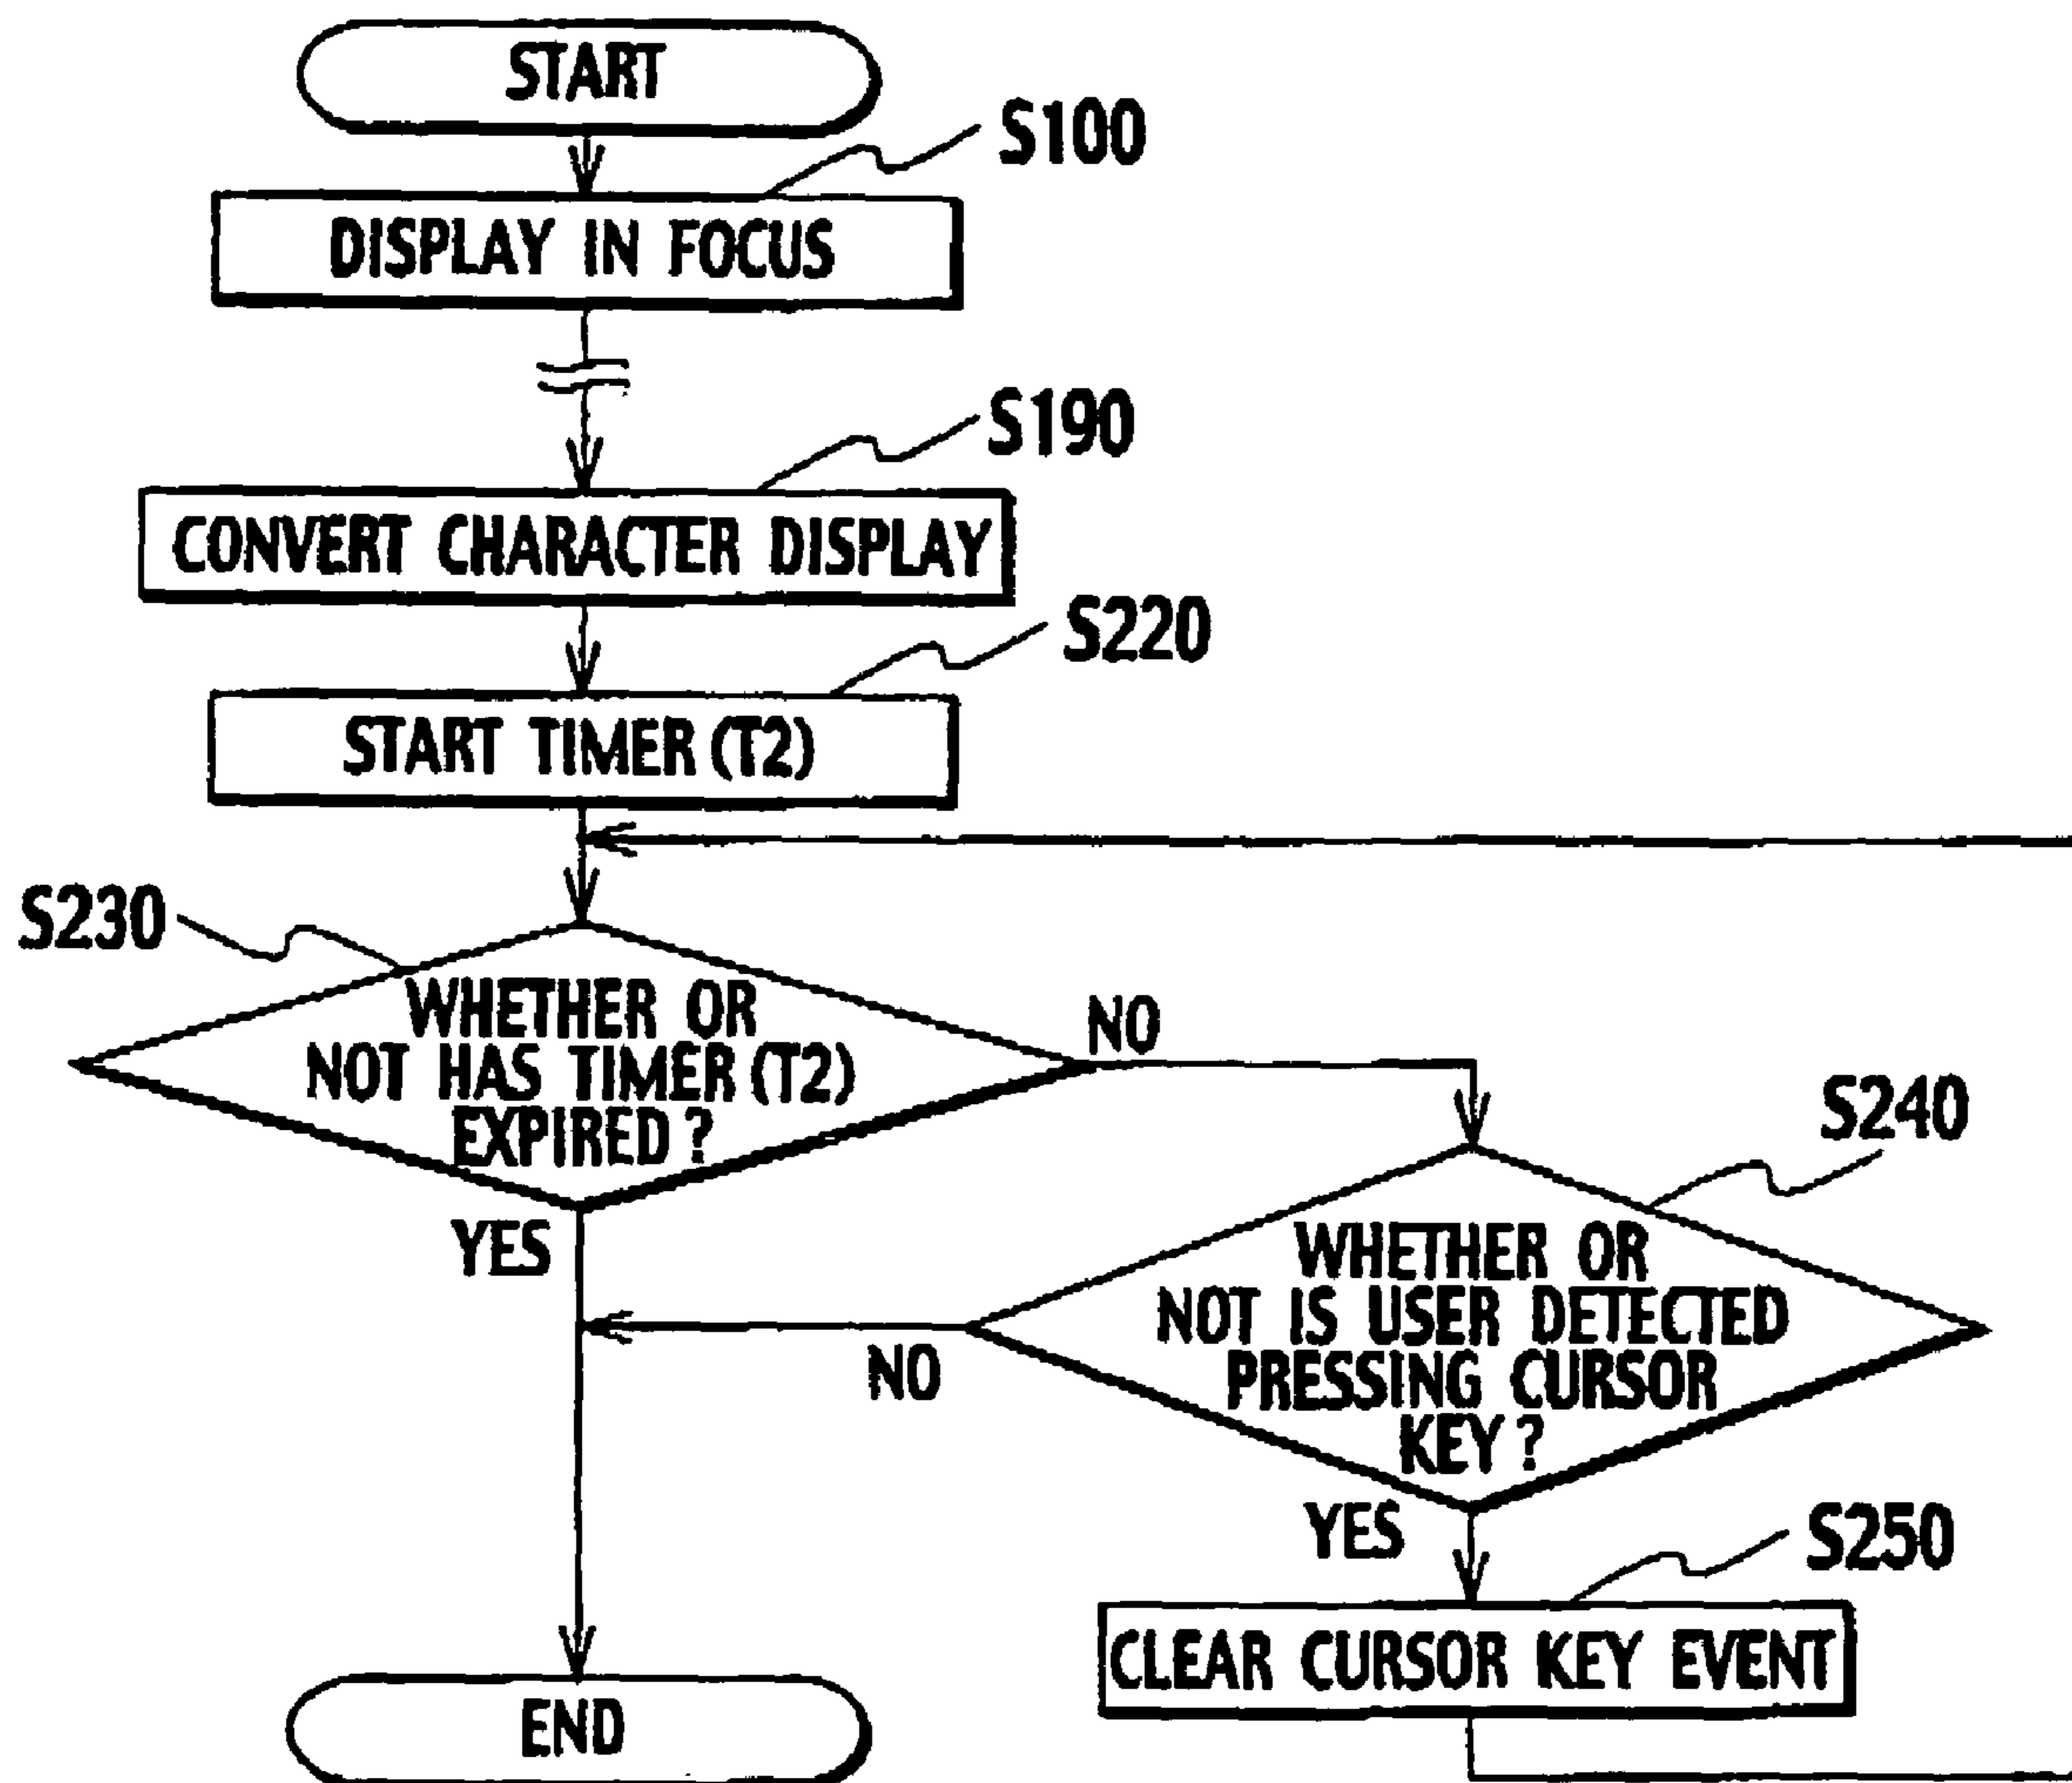 START
S100
DISPLAY IN FOCUS
S190
CONVERT CHARACTER DISPLAY
S220
START TIMER (T2)
S230
WHETHER OR
NOT HAS TIMER (T2)
EXPIRED ?
NO
YES
S240
WHETHER OR
NOT IS USER DETECTED
PRESSING CURSOR
KEY ?
NO
YES
S250
CLEAR CURSOR KEY EVENT
END